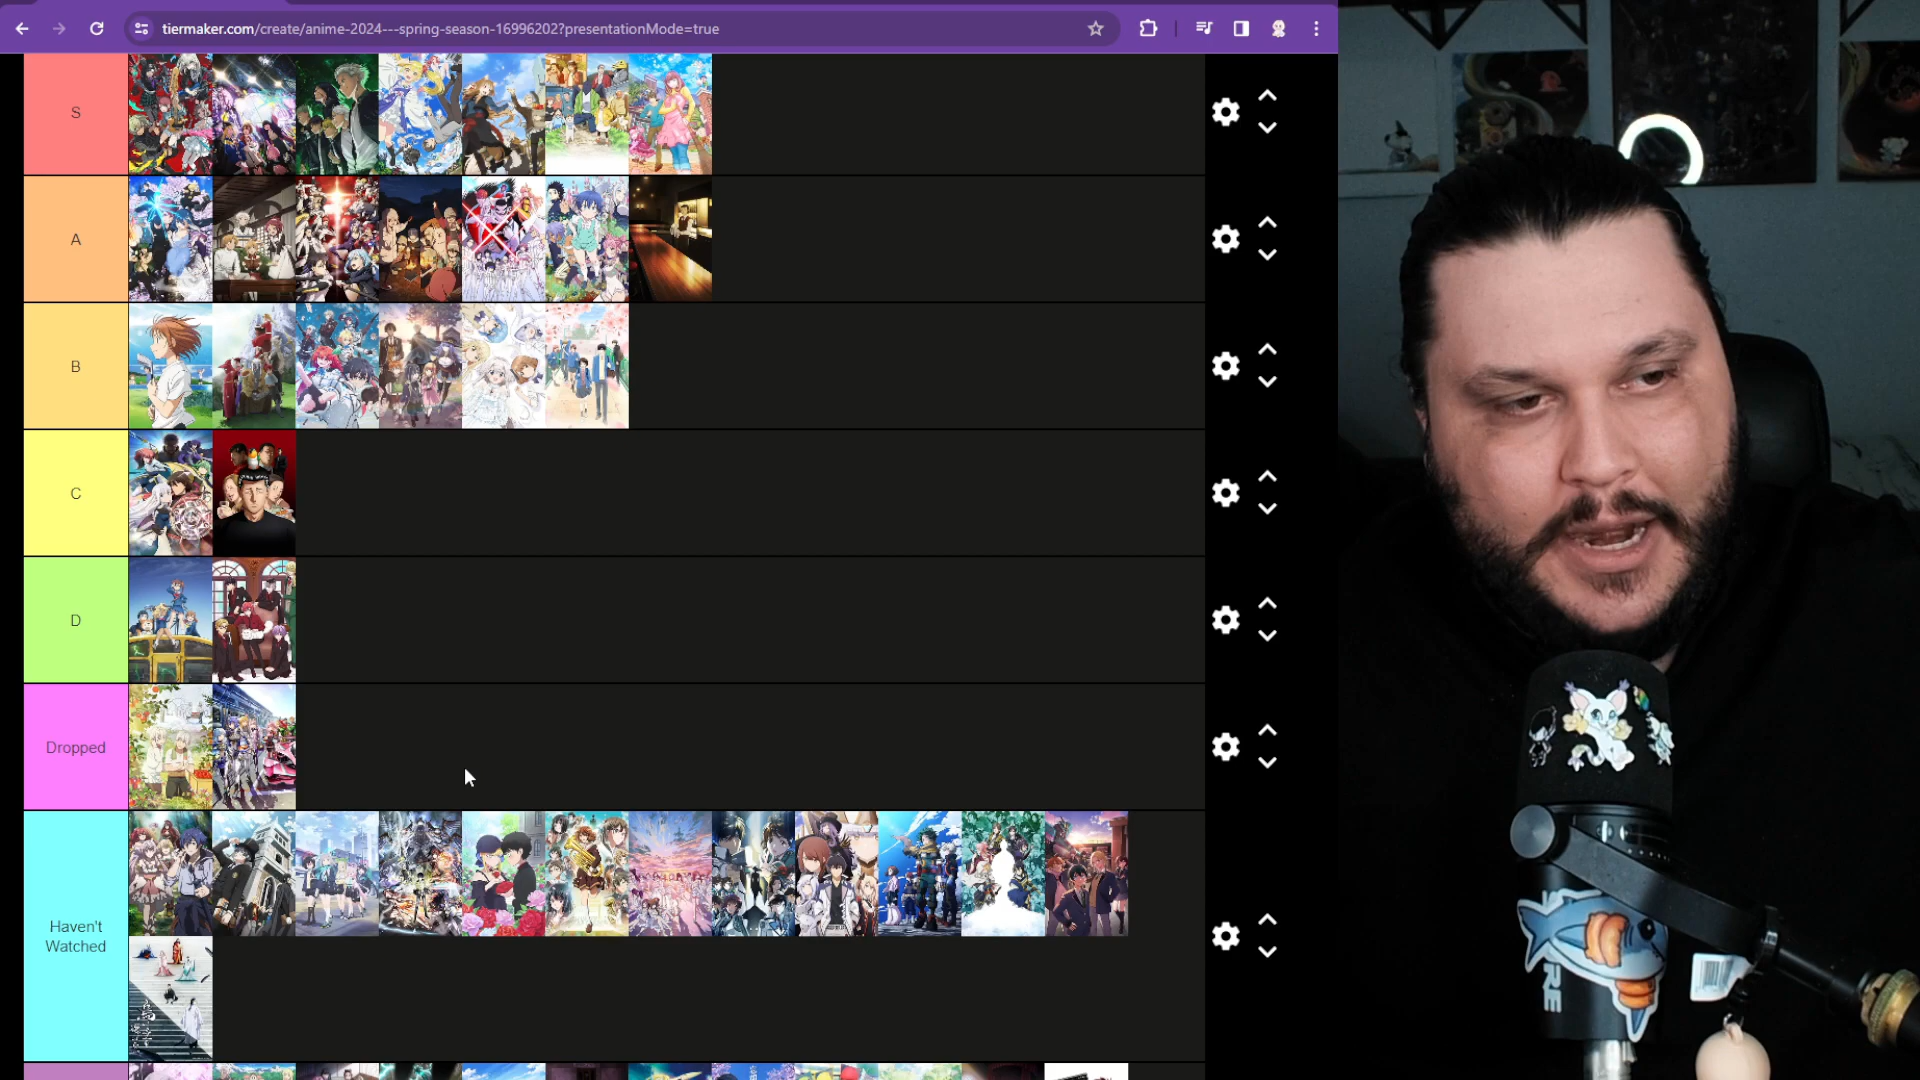 tiermaker.com/create/anime-2024---spring-season-16996202?presentationMode=true
S
A
B
C
D
Dropped
Haven't
Watched